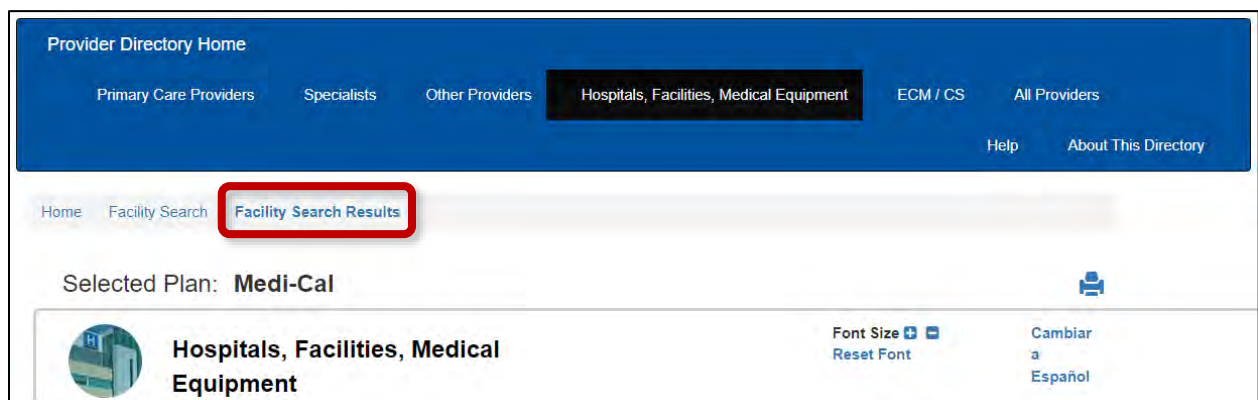 Provider Directory Home
Primary Care Providers Specialists Other Providers Hospitals, Facilities, Medical Equipment ECM / CS All Providers
Help About This Directory
Home Facility Search Facility Search Results
Selected Plan: Medi-Cal
Hospitals, Facilities, Medical
Equipment
Font Size
Reset Font
Cambiar
a
Español
H